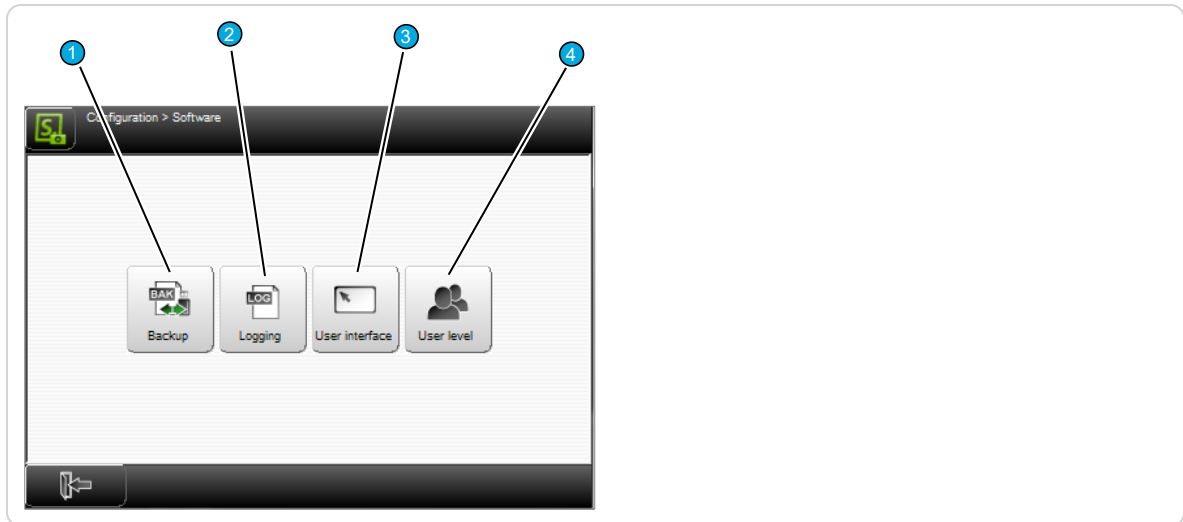 1
2
3
4
S
Configuration > Software
BAK
LOG
Backup
Logging
User interface
User level